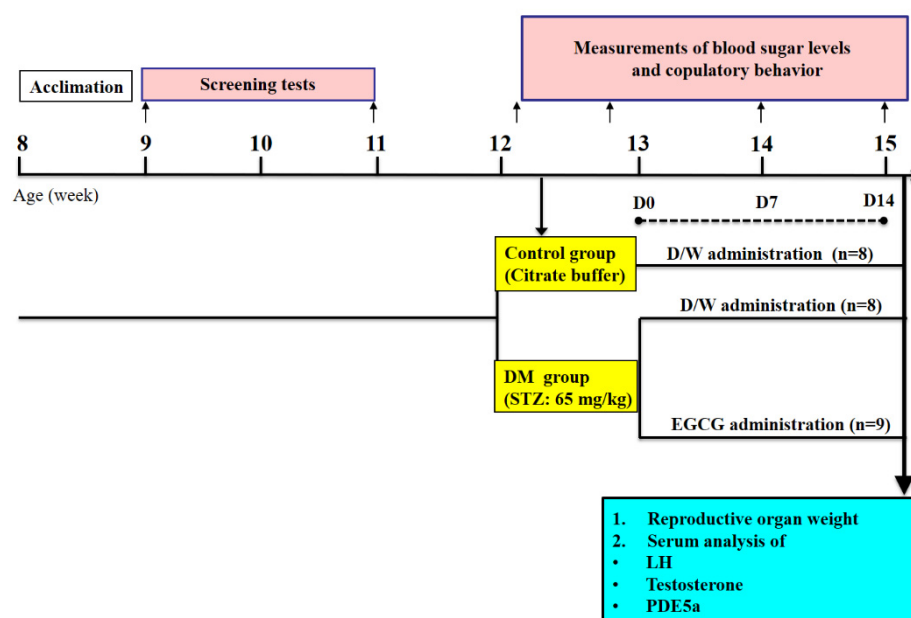 Measurements of blood sugar levels
and copulatory behavior
Acclimation
Screening tests
8 9 10 11 12 13 14 15
Age (week)
D0 D7 D14
Control group
(Citrate buffer)
D/W administration (n=8)
D/W administration (n=8)
DM group
(STZ: 65 mg/kg)
EGCG administration (n=9)
1. Reproductive organ weight
2. Serum analysis of
• LH
• Testosterone
• PDE5a